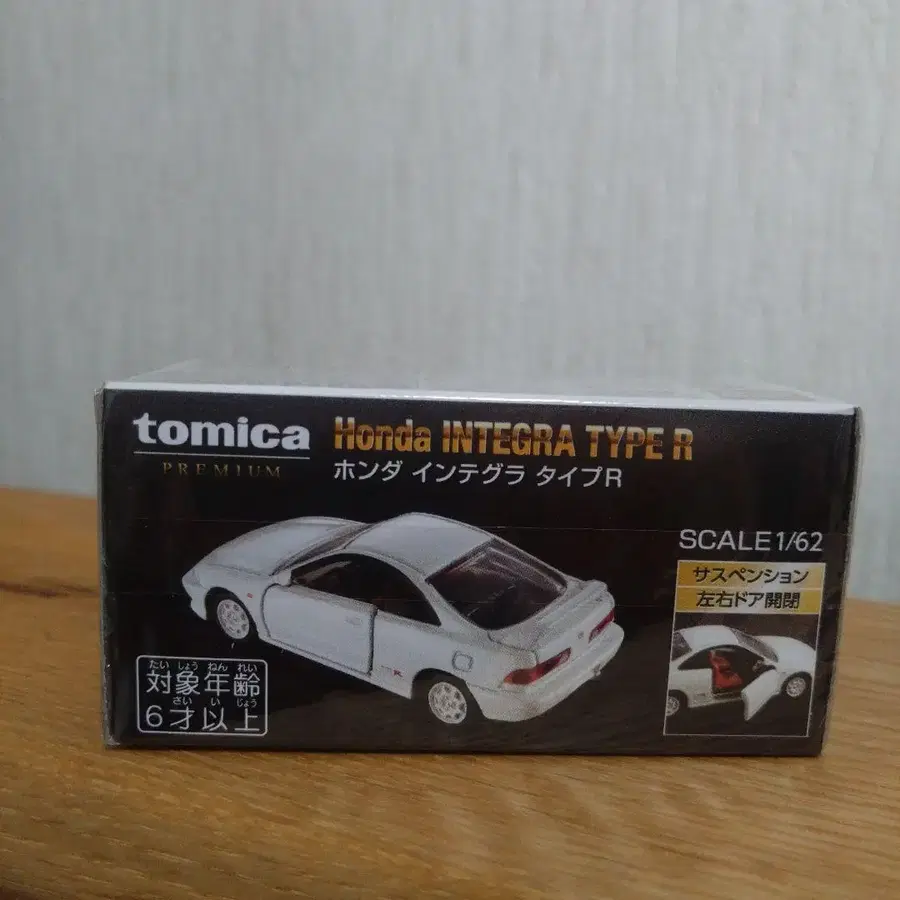 tomica
PREMIUM
Honda INTEGRA TYPE R
ホンダ インテグラ タイプR
SCALE 1/62
サスペンション
左右ドア開閉
たいしょうねんれい
対象年齢
さいいじょう
6才以上